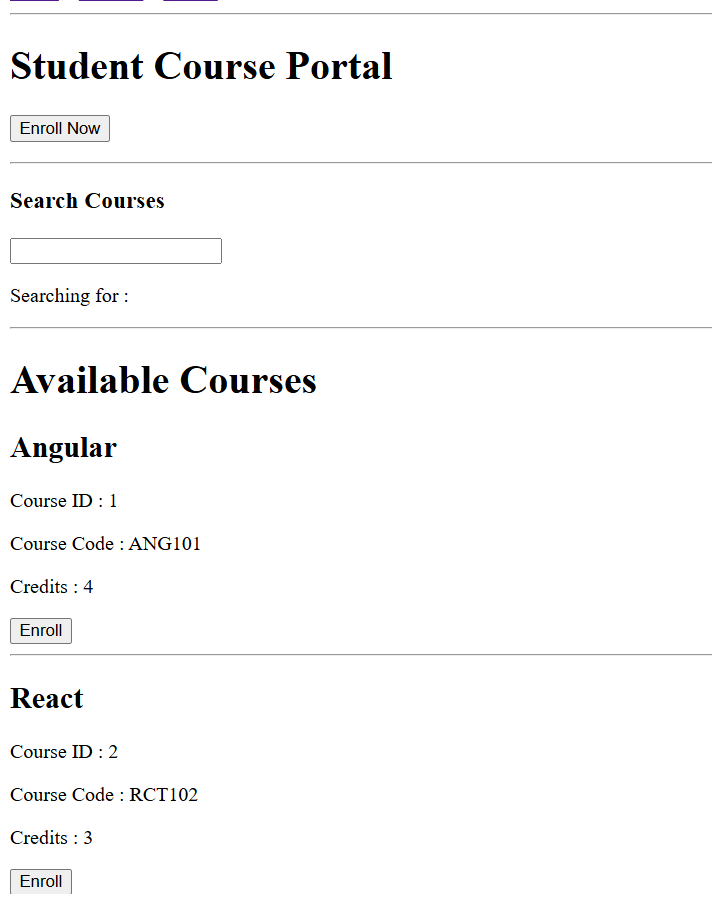 Student Course Portal
Enroll Now
Search Courses
Searching for :
Available Courses
Angular
Course ID : 1
Course Code : ANG101
Credits : 4
Enroll
React
Course ID : 2
Course Code : RCT102
Credits : 3
Enroll